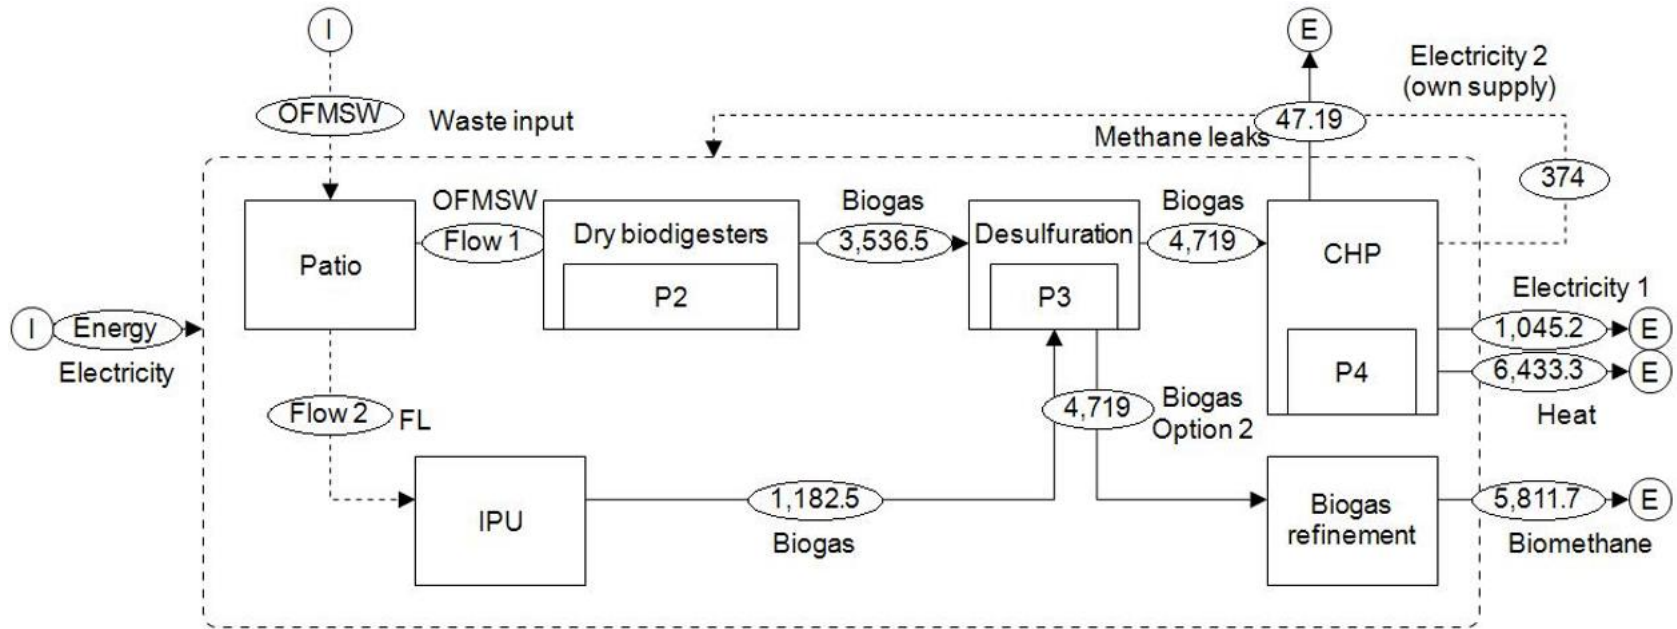 I
E
Electricity 2
(own supply)
OFMSW
Waste input
47.19
Methane leaks
374
OFMSW
Flow 1
Patio
Dry biodigesters
P2
Biogas
3,536.5
Desulfuration
P3
Biogas
4,719
CHP
P4
Electricity 1
1,045.2
E
6,433.3
E
Heat
I
Energy
Electricity
Flow 2
FL
4,719
Biogas
Option 2
IPU
1,182.5
Biogas
Biogas
refinement
5,811.7
E
Biomethane